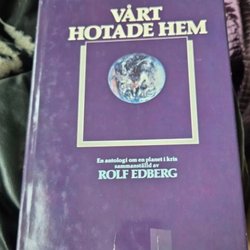 VÅRT
HOTADE HEM
En antologi om en planet i kris
sammanställd av
ROLF EDBERG